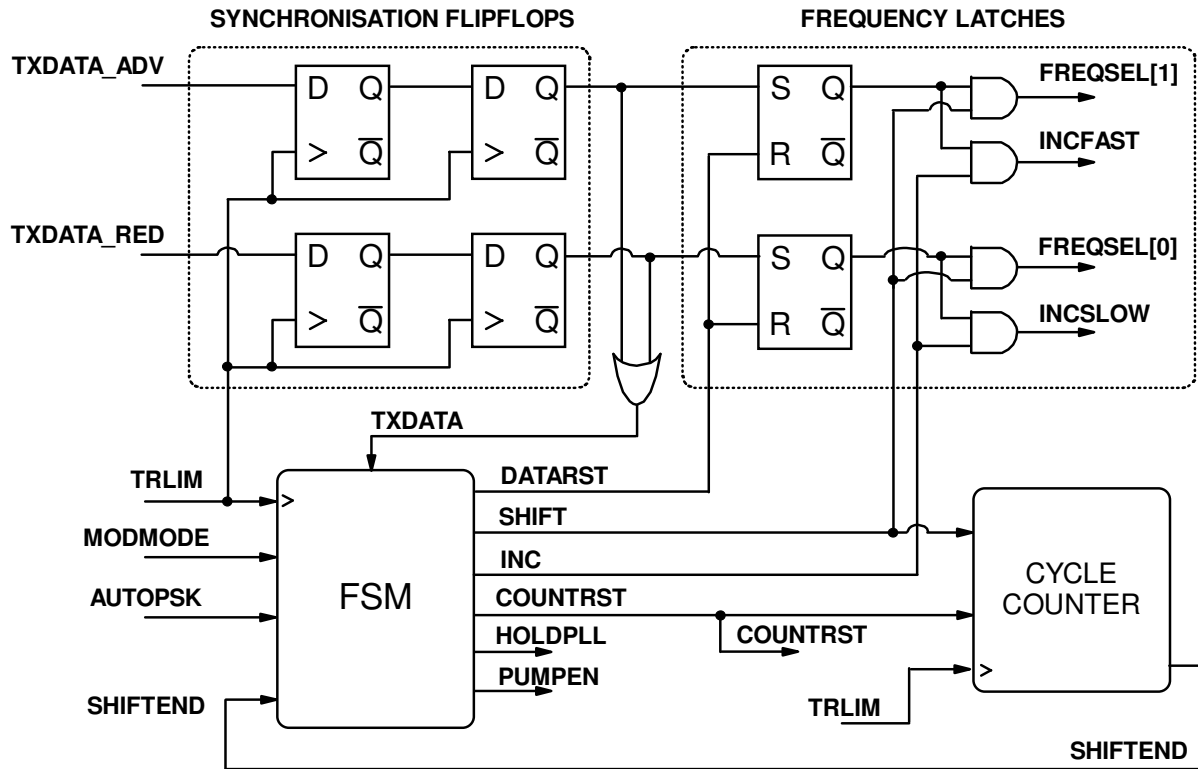 SYNCHRONISATION FLIPFLOPS
FREQUENCY LATCHES
TXDATA_ADV
D Q
> Q
D Q
> Q
S Q
R Q
FREQSEL[1]
INCFAST
TXDATA_RED
D Q
> Q
D Q
> Q
S Q
R Q
FREQSEL[0]
INCSLOW
TXDATA
TRLIM
>
MODMODE
AUTOPSK
SHIFTEND
FSM
DATARST
SHIFT
INC
COUNTRST
HOLDPLL
PUMPEN
COUNTRST
CYCLE
COUNTER
>
TRLIM
SHIFTEND